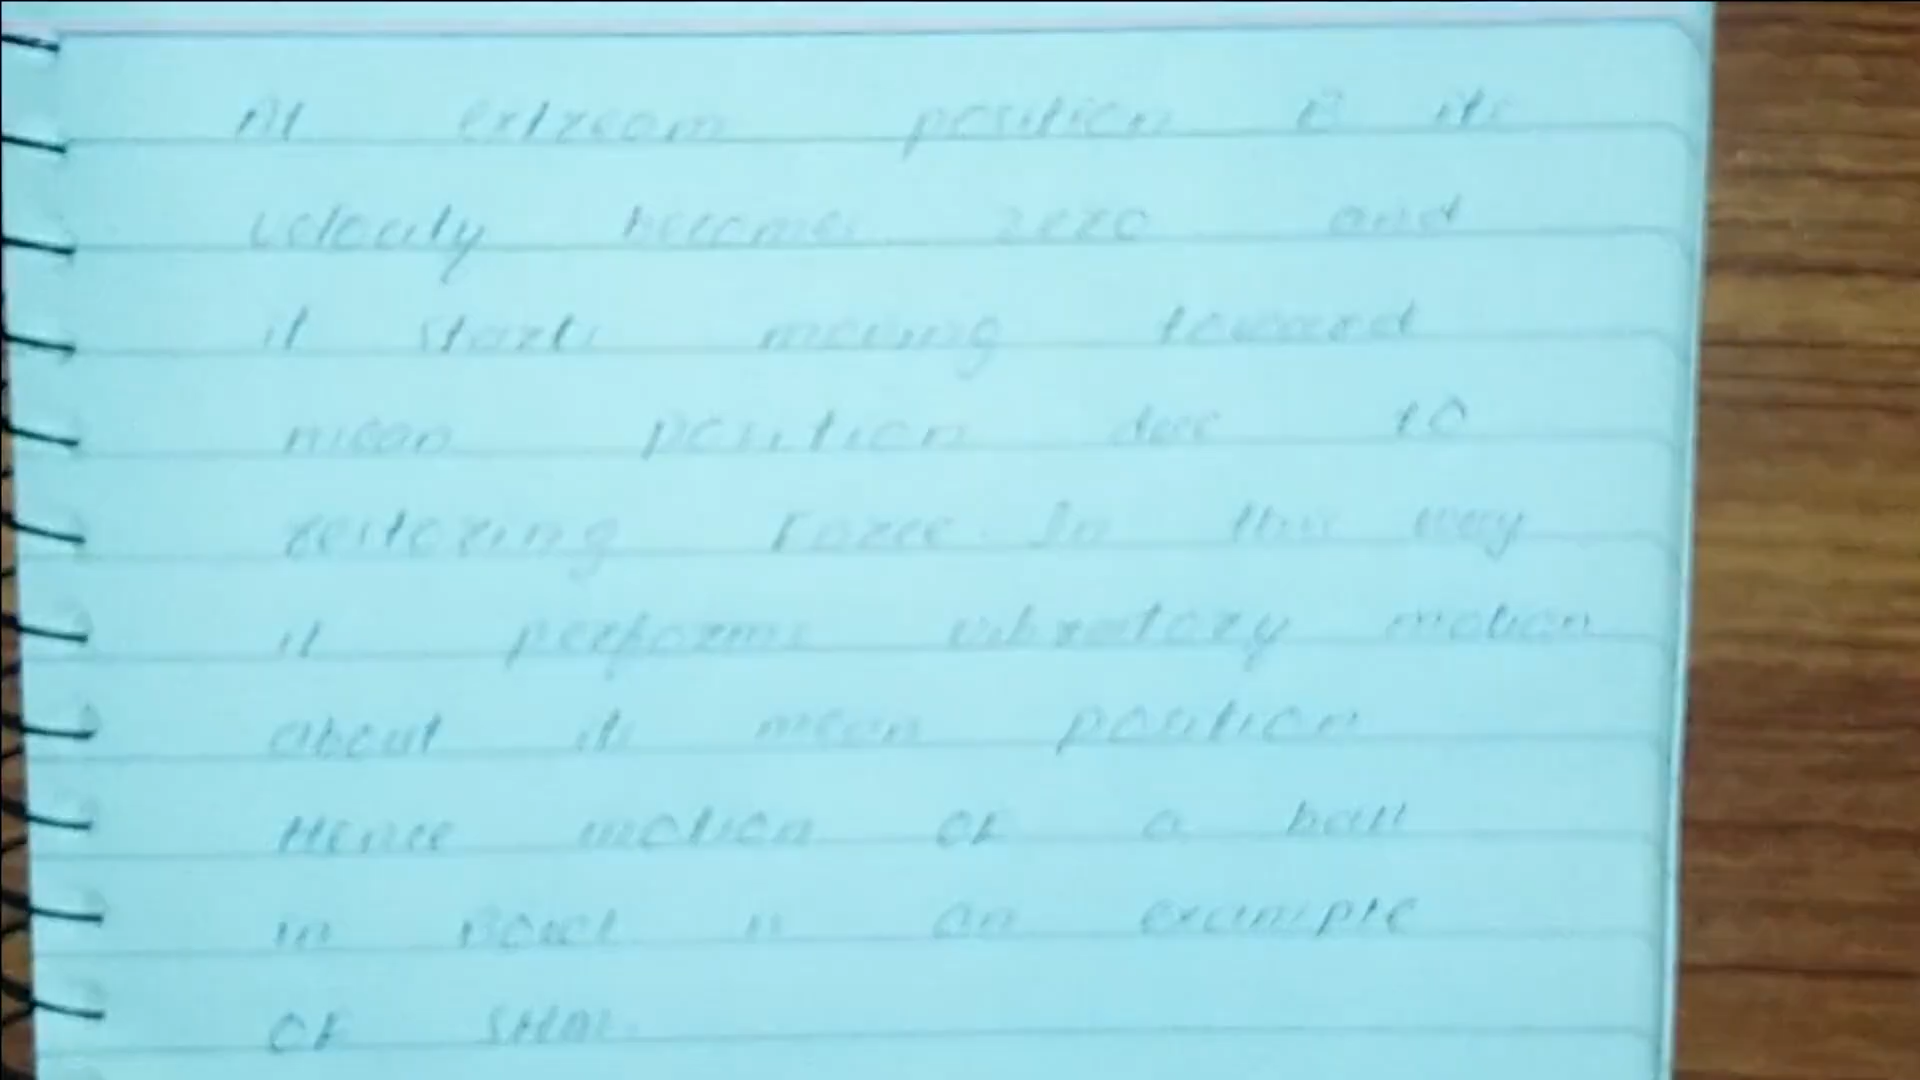 At extream position B its
velocity becomes zero and
it starts moving toward
mean position due to
restoring Force. In this way
it performs vibratory motion
about its mean position
Hence motion OF a ball
in Bowl is an example
OF SHM.